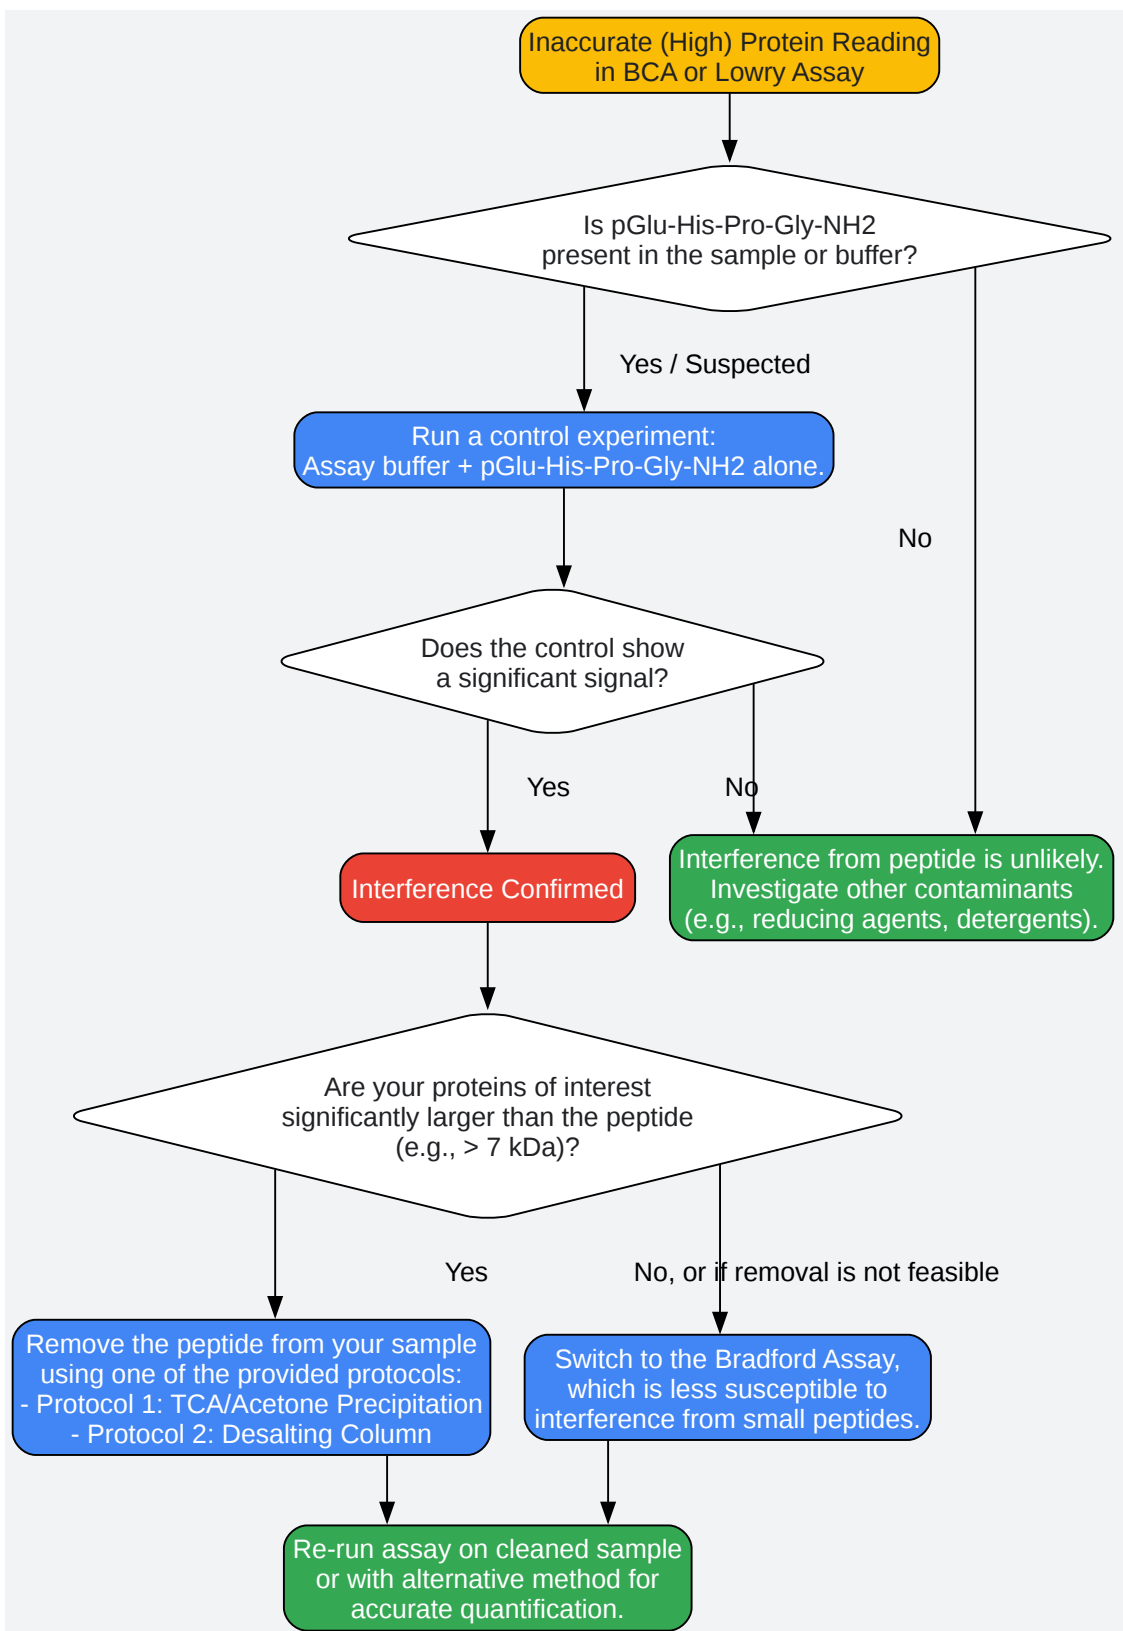 Inaccurate (High) Protein Reading
in BCA or Lowry Assay
Is pGlu-His-Pro-Gly-NH2
present in the sample or buffer?
Yes / Suspected
Run a control experiment:
Assay buffer + pGlu-His-Pro-Gly-NH2 alone.
No
Does the control show
a significant signal?
Yes
No
Interference Confirmed
Interference from peptide is unlikely.
Investigate other contaminants
(e.g., reducing agents, detergents).
Are your proteins of interest
significantly larger than the peptide
(e.g., > 7 kDa)?
Yes
No, or if removal is not feasible
Remove the peptide from your sample
using one of the provided protocols:
- Protocol 1: TCA/Acetone Precipitation
- Protocol 2: Desalting Column
Switch to the Bradford Assay,
which is less susceptible to
interference from small peptides.
Re-run assay on cleaned sample
or with alternative method for
accurate quantification.